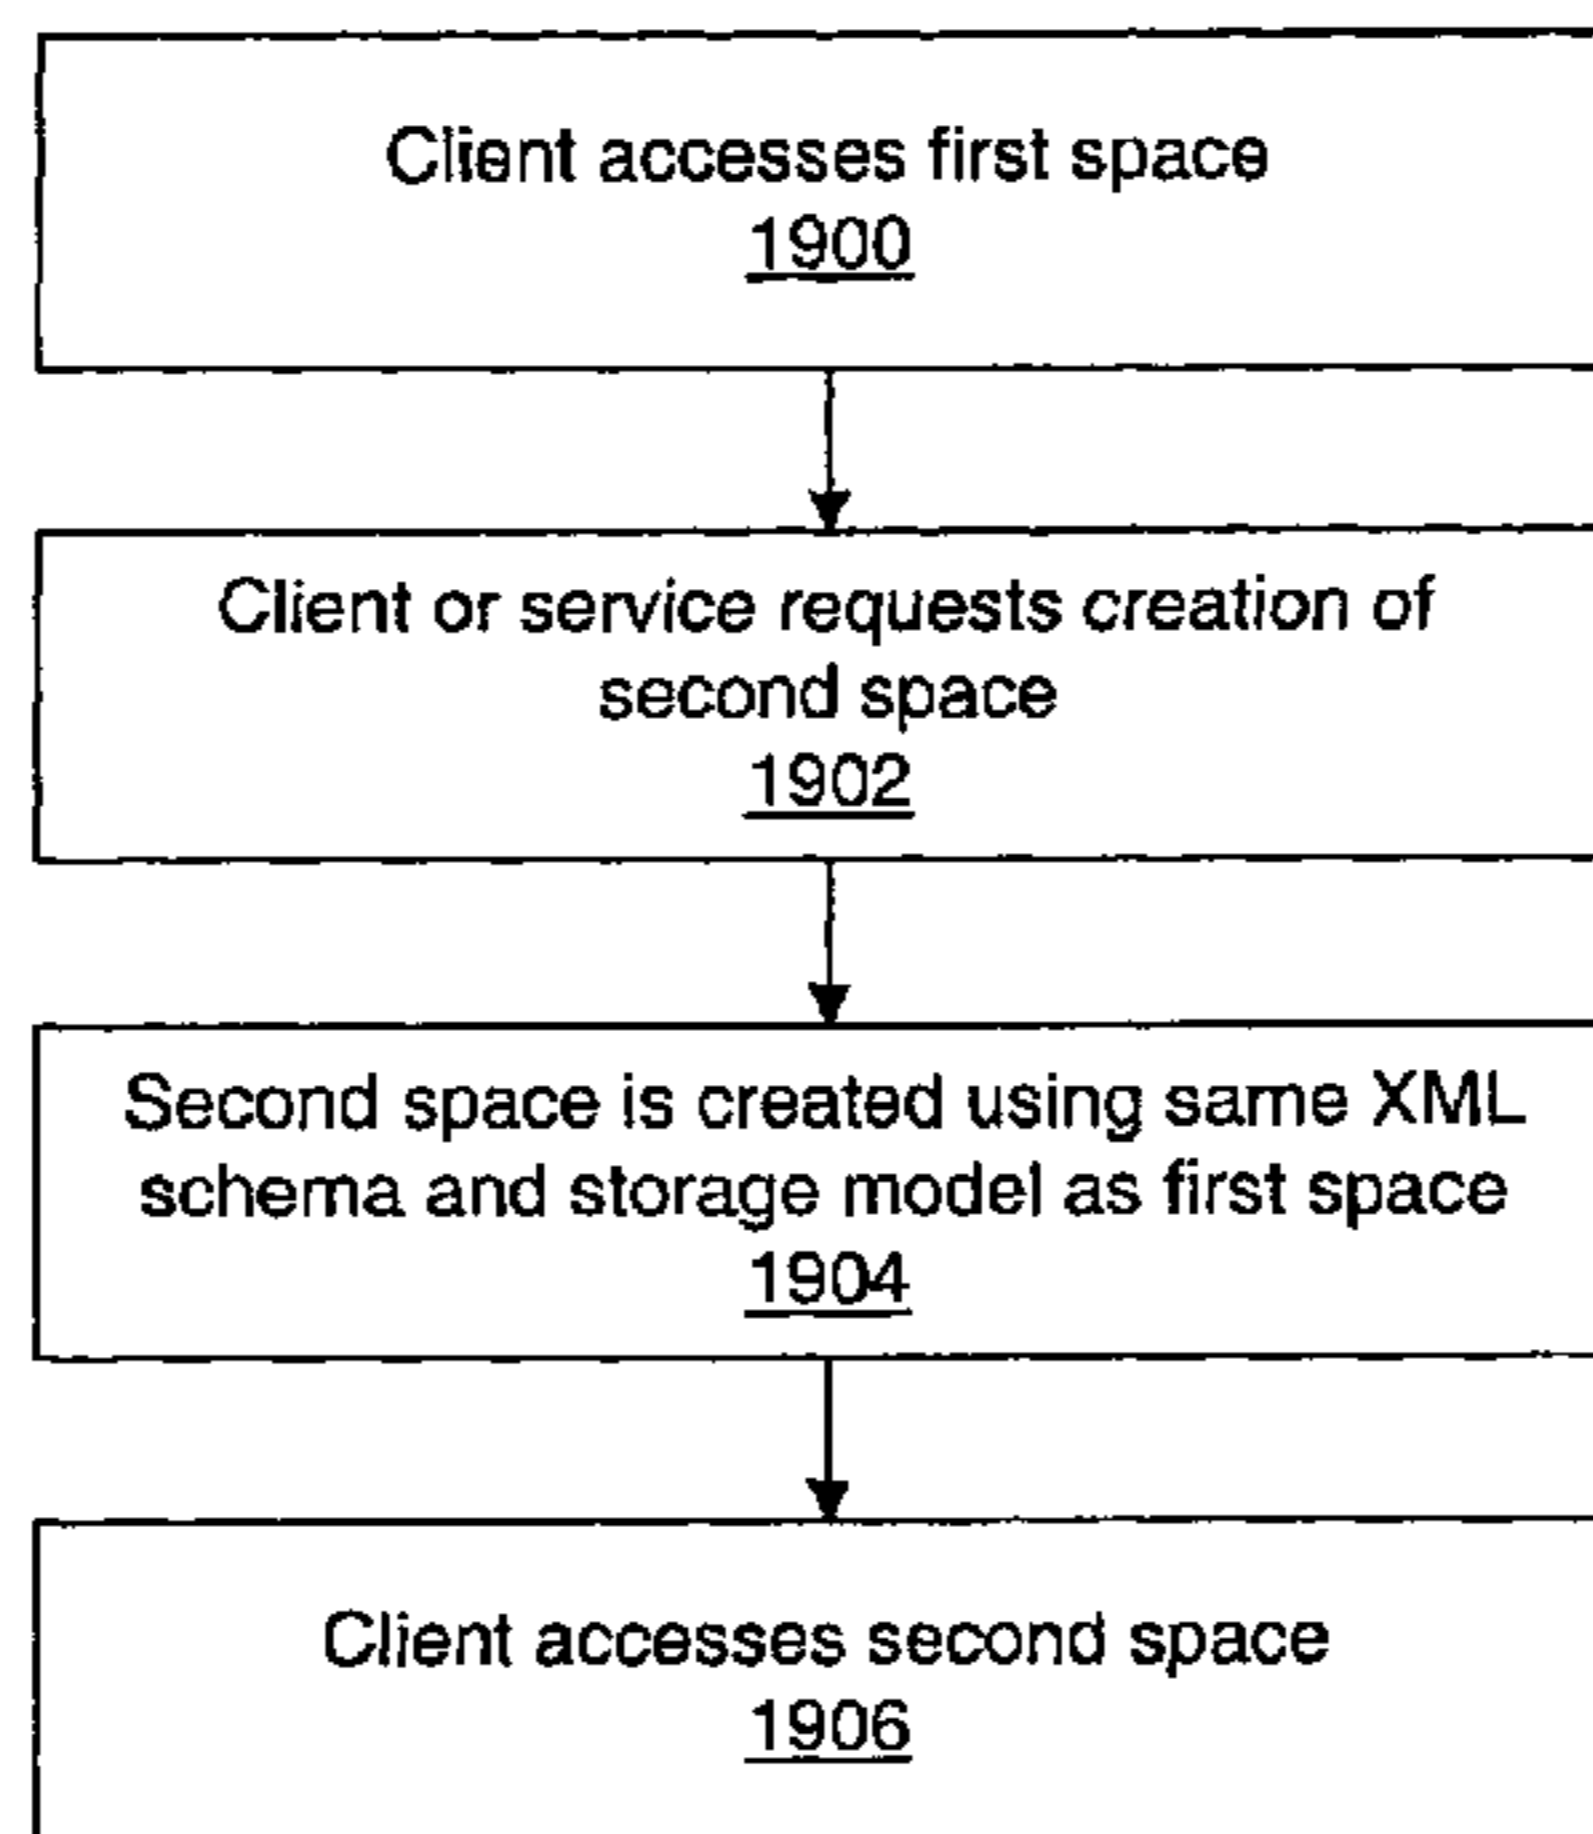 Client accesses first space
1900
Client or service requests creation of
second space
1902
Second space is created using same XML
schema and storage model as first space
1904
Client accesses second space
1906